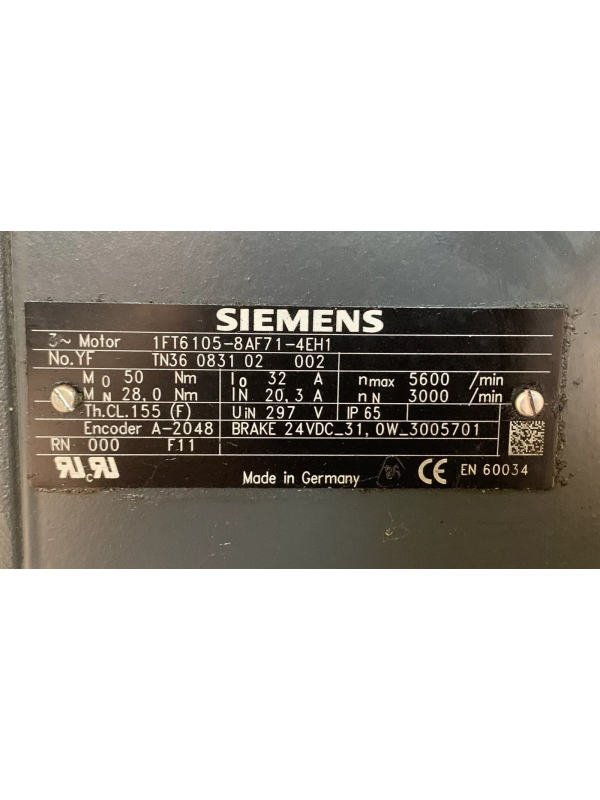 SIEMENS
3~ Motor 1FT6105-8AF71-4EH1
No.YF TN36 0831 02 002
M0 50 Nm I0 32 A nmax 5600 /min
MN 28,0 Nm IN 20,3 A nN 3000 /min
Th.CL.155 (F) UiN 297 V IP 65
Encoder A-2048 BRAKE 24VDC_31,0W_3005701
RN 000 F11
Made in Germany CE EN 60034